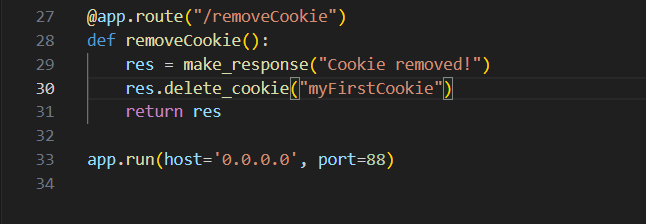 27 @app.route("/removeCookie")
28 def removeCookie():
29     res = make_response("Cookie removed!")
30     res.delete_cookie("myFirstCookie")
31     return res
32
33 app.run(host='0.0.0.0', port=88)
34